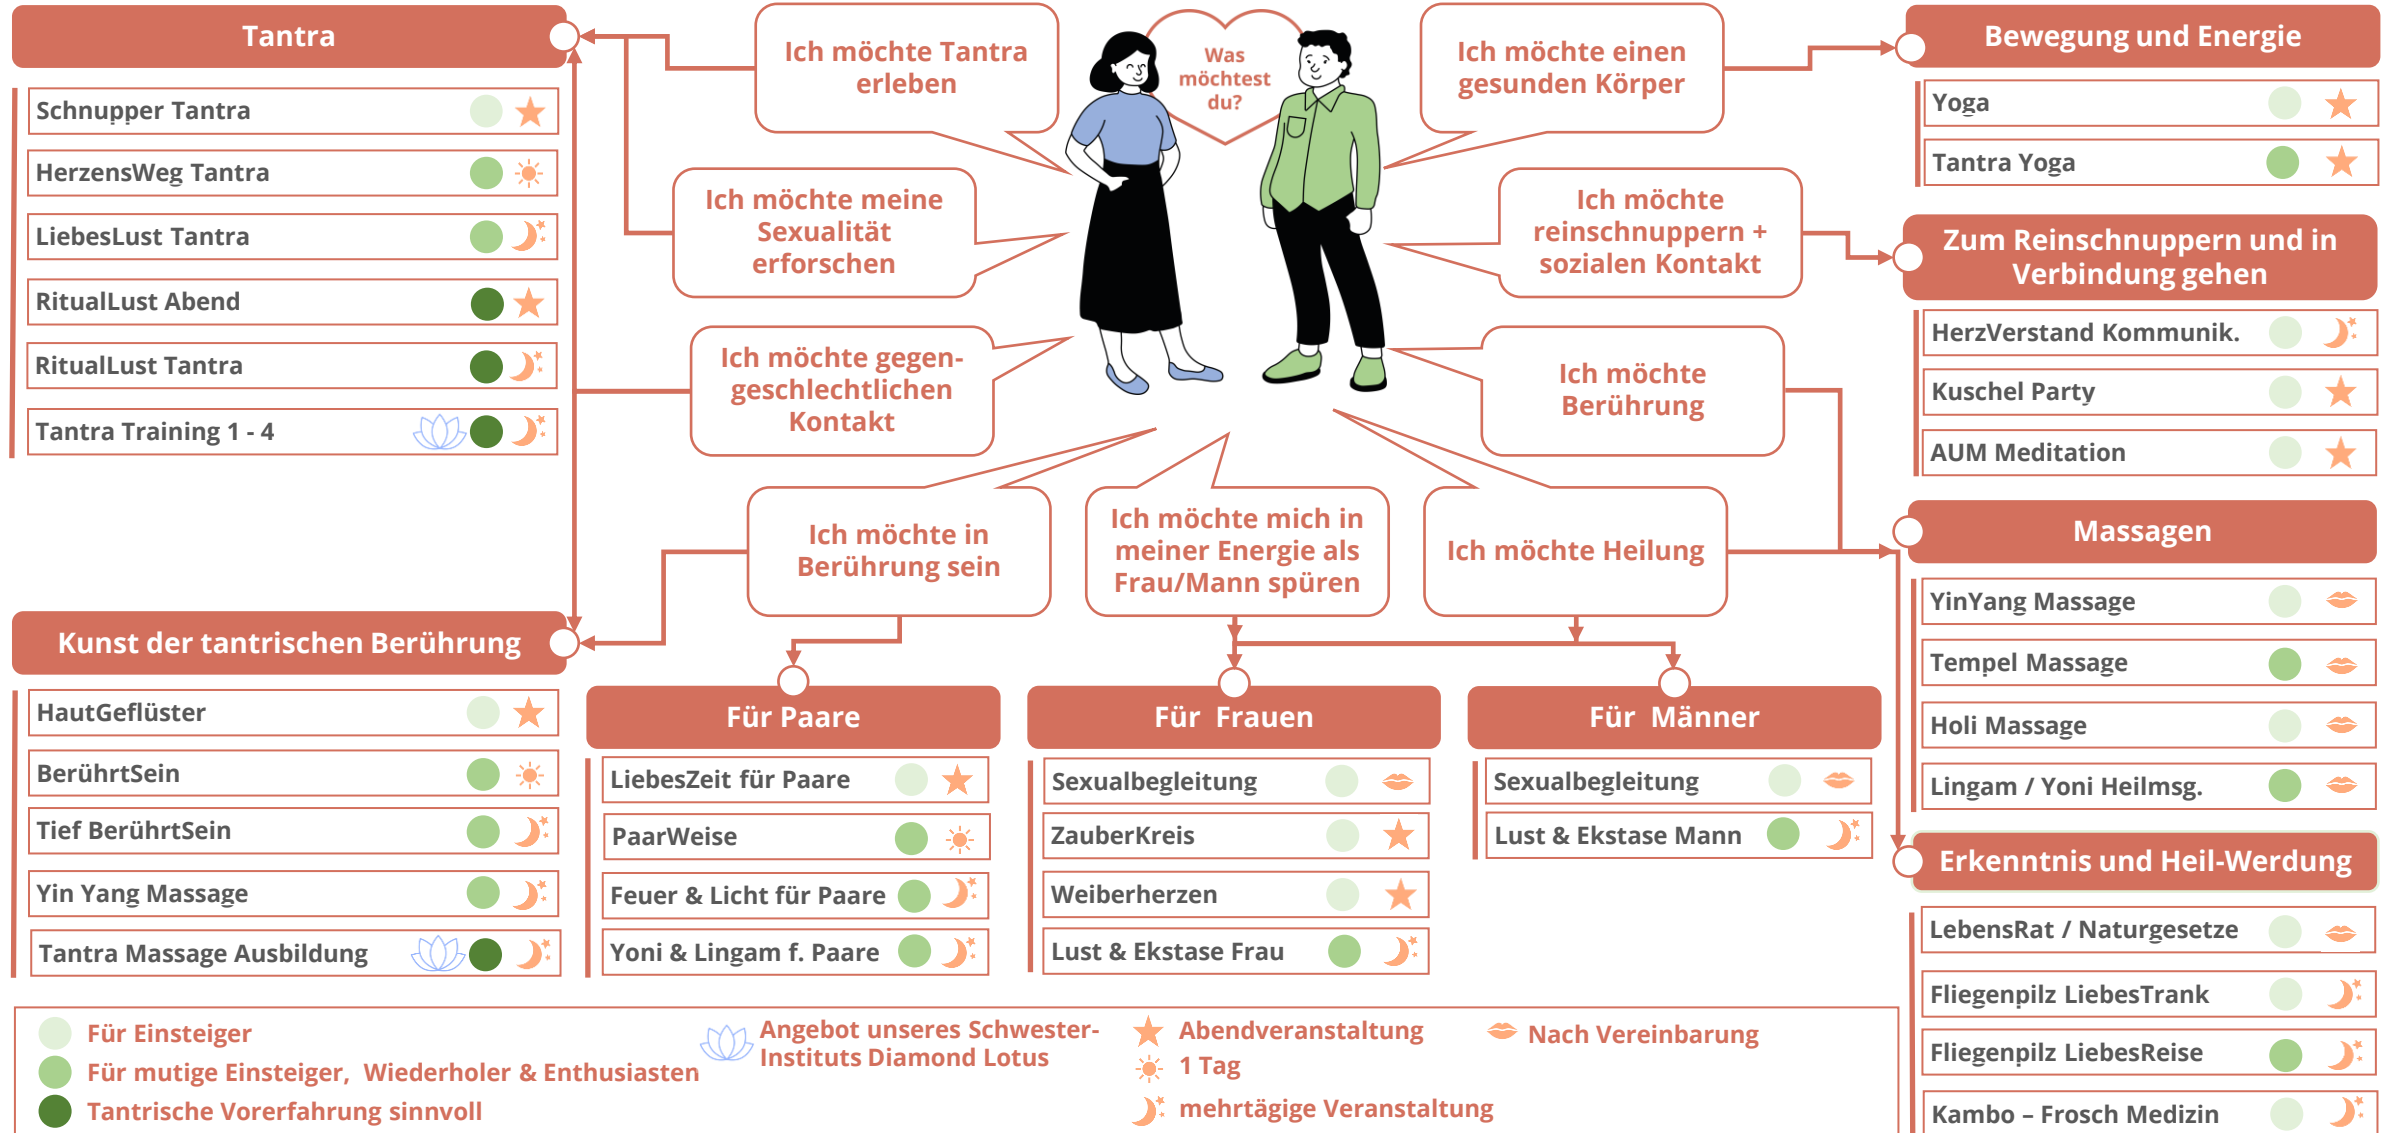 Tantra
Schnupper Tantra
HerzensWeg Tantra
LiebesLust Tantra
RitualLust Abend
RitualLust Tantra
Tantra Training 1 - 4
Kunst der tantrischen Berührung
HautGeflüster
BerührtSein
Tief BerührtSein
Yin Yang Massage
Tantra Massage Ausbildung
Ich möchte Tantra
erleben
Ich möchte meine
Sexualität
erforschen
Ich möchte gegen-
geschlechtlichen
Kontakt
Ich möchte in
Berührung sein
Was
möchtest
du?
Ich möchte mich in
meiner Energie als
Frau/Mann spüren
Ich möchte einen
gesunden Körper
Ich möchte
reinschnuppern +
sozialen Kontakt
Ich möchte
Berührung
Ich möchte Heilung
Für Paare
LiebesZeit für Paare
PaarWeise
Feuer & Licht für Paare
Yoni & Lingam f. Paare
Für  Frauen
Sexualbegleitung
ZauberKreis
Weiberherzen
Lust & Ekstase Frau
Für  Männer
Sexualbegleitung
Lust & Ekstase Mann
Bewegung und Energie
Yoga
Tantra Yoga
Zum Reinschnuppern und in
Verbindung gehen
HerzVerstand Kommunik.
Kuschel Party
AUM Meditation
Massagen
YinYang Massage
Tempel Massage
Holi Massage
Lingam / Yoni Heilmsg.
Erkenntnis und Heil-Werdung
LebensRat / Naturgesetze
Fliegenpilz LiebesTrank
Fliegenpilz LiebesReise
Kambo – Frosch Medizin
Für Einsteiger
Für mutige Einsteiger,  Wiederholer & Enthusiasten
Tantrische Vorerfahrung sinnvoll
Angebot unseres Schwester-
Instituts Diamond Lotus
Abendveranstaltung
1 Tag
mehrtägige Veranstaltung
Nach Vereinbarung